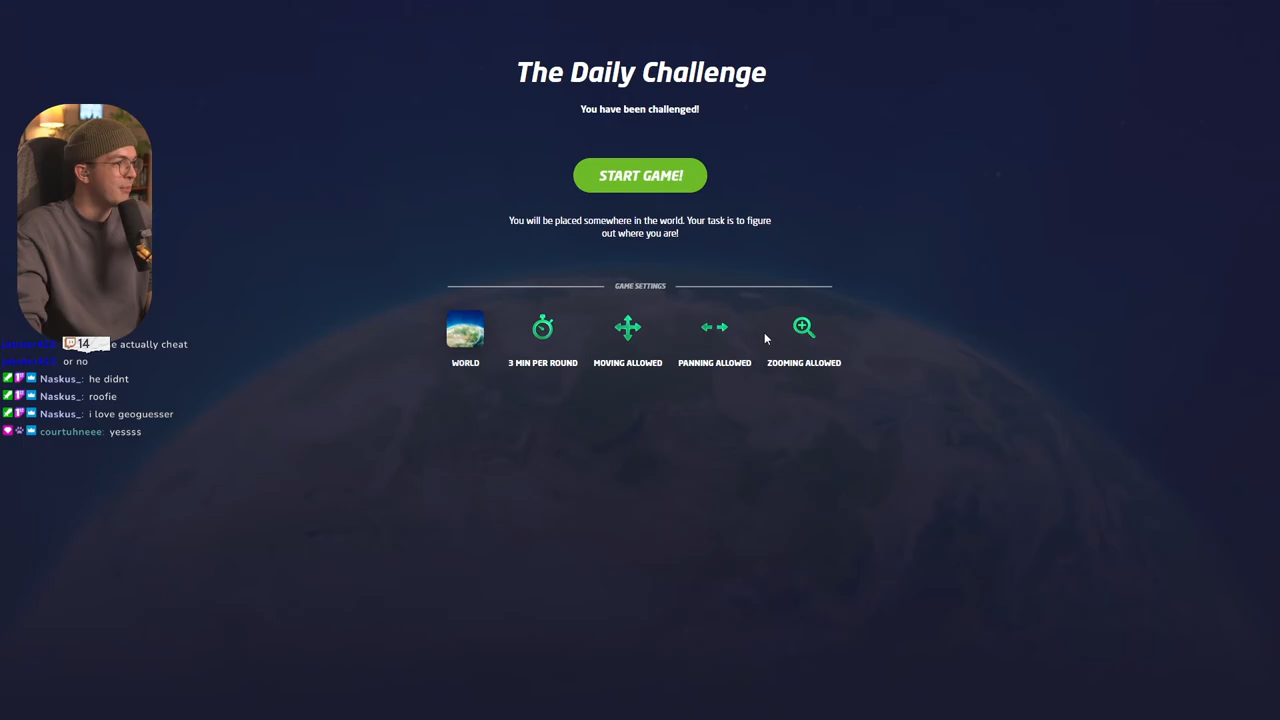 The Daily Challenge
You have been challenged!
START GAME!
You will be placed somewhere in the world. Your task is to figure
out where you are!
GAME SETTINGS
WORLD
3 MIN PER ROUND
MOVING ALLOWED
PANNING ALLOWED
ZOOMING ALLOWED
14
e actually cheat
or no
Naskus_: he didnt
Naskus_: roofie
Naskus_: i love geoguesser
courtuhneee: yessss